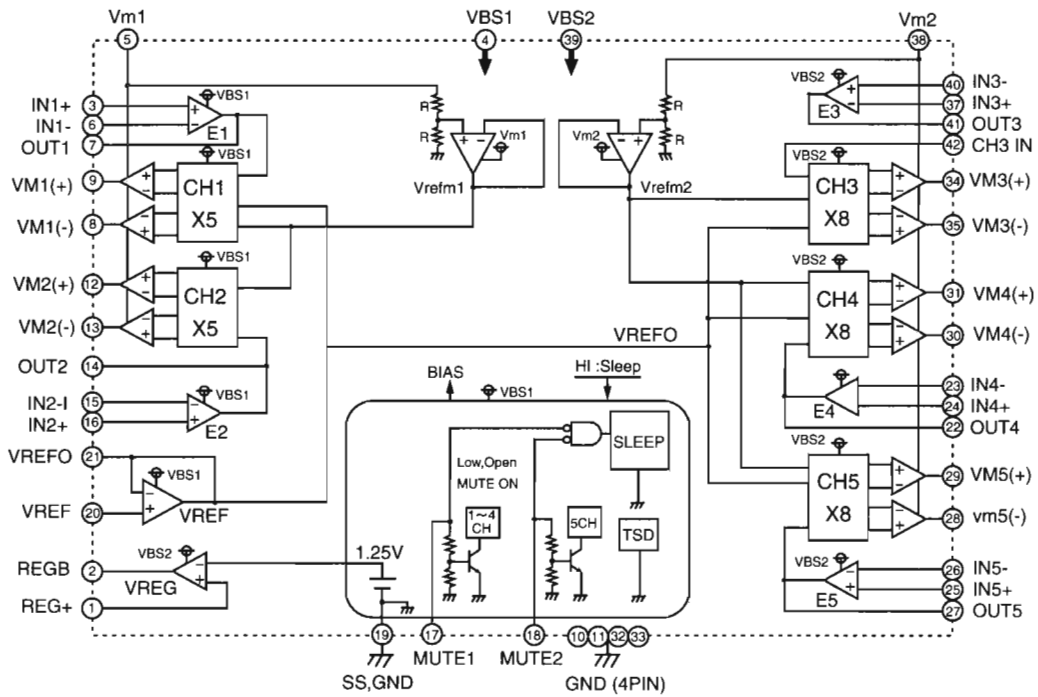 Vm1 VBS1 VBS2 Vm2
5 4 39 38
IN1+ 3
IN1- 6
OUT1 7
VM1(+) 9
VM1(-) 8
VM2(+) 12
VM2(-) 13
OUT2 14
IN2-I 15
IN2+ 16
VREFO 21
VREF 20
REGB 2
REG+ 1
VBS1
+
-
E1
VBS1
CH1
X5
- +
+ -
VBS1
CH2
X5
- +
+ -
VBS1
- +
E2
VBS1
- +
VREF
VBS2
- +
VREG
1.25V
R
R
+ -
Vm1
Vrefm1
R
R
- +
Vm2
Vrefm2
VREFO
BIAS
VBS1
HI :Sleep
SLEEP
Low,Open
MUTE ON
1~4
CH
5CH
TSD
VBS2
+ -
E3
VBS2
CH3
X8
- +
- +
VBS2
CH4
X8
- +
- +
E4
+ -
VBS2
CH5
X8
- +
- +
VBS2
- +
E5
40 IN3-
37 IN3+
41 OUT3
42 CH3 IN
34 VM3(+)
35 VM3(-)
31 VM4(+)
30 VM4(-)
23 IN4-
24 IN4+
22 OUT4
29 VM5(+)
28 vm5(-)
26 IN5-
25 IN5+
27 OUT5
19 17 18 10 11 32 33
SS,GND MUTE1 MUTE2 GND (4PIN)